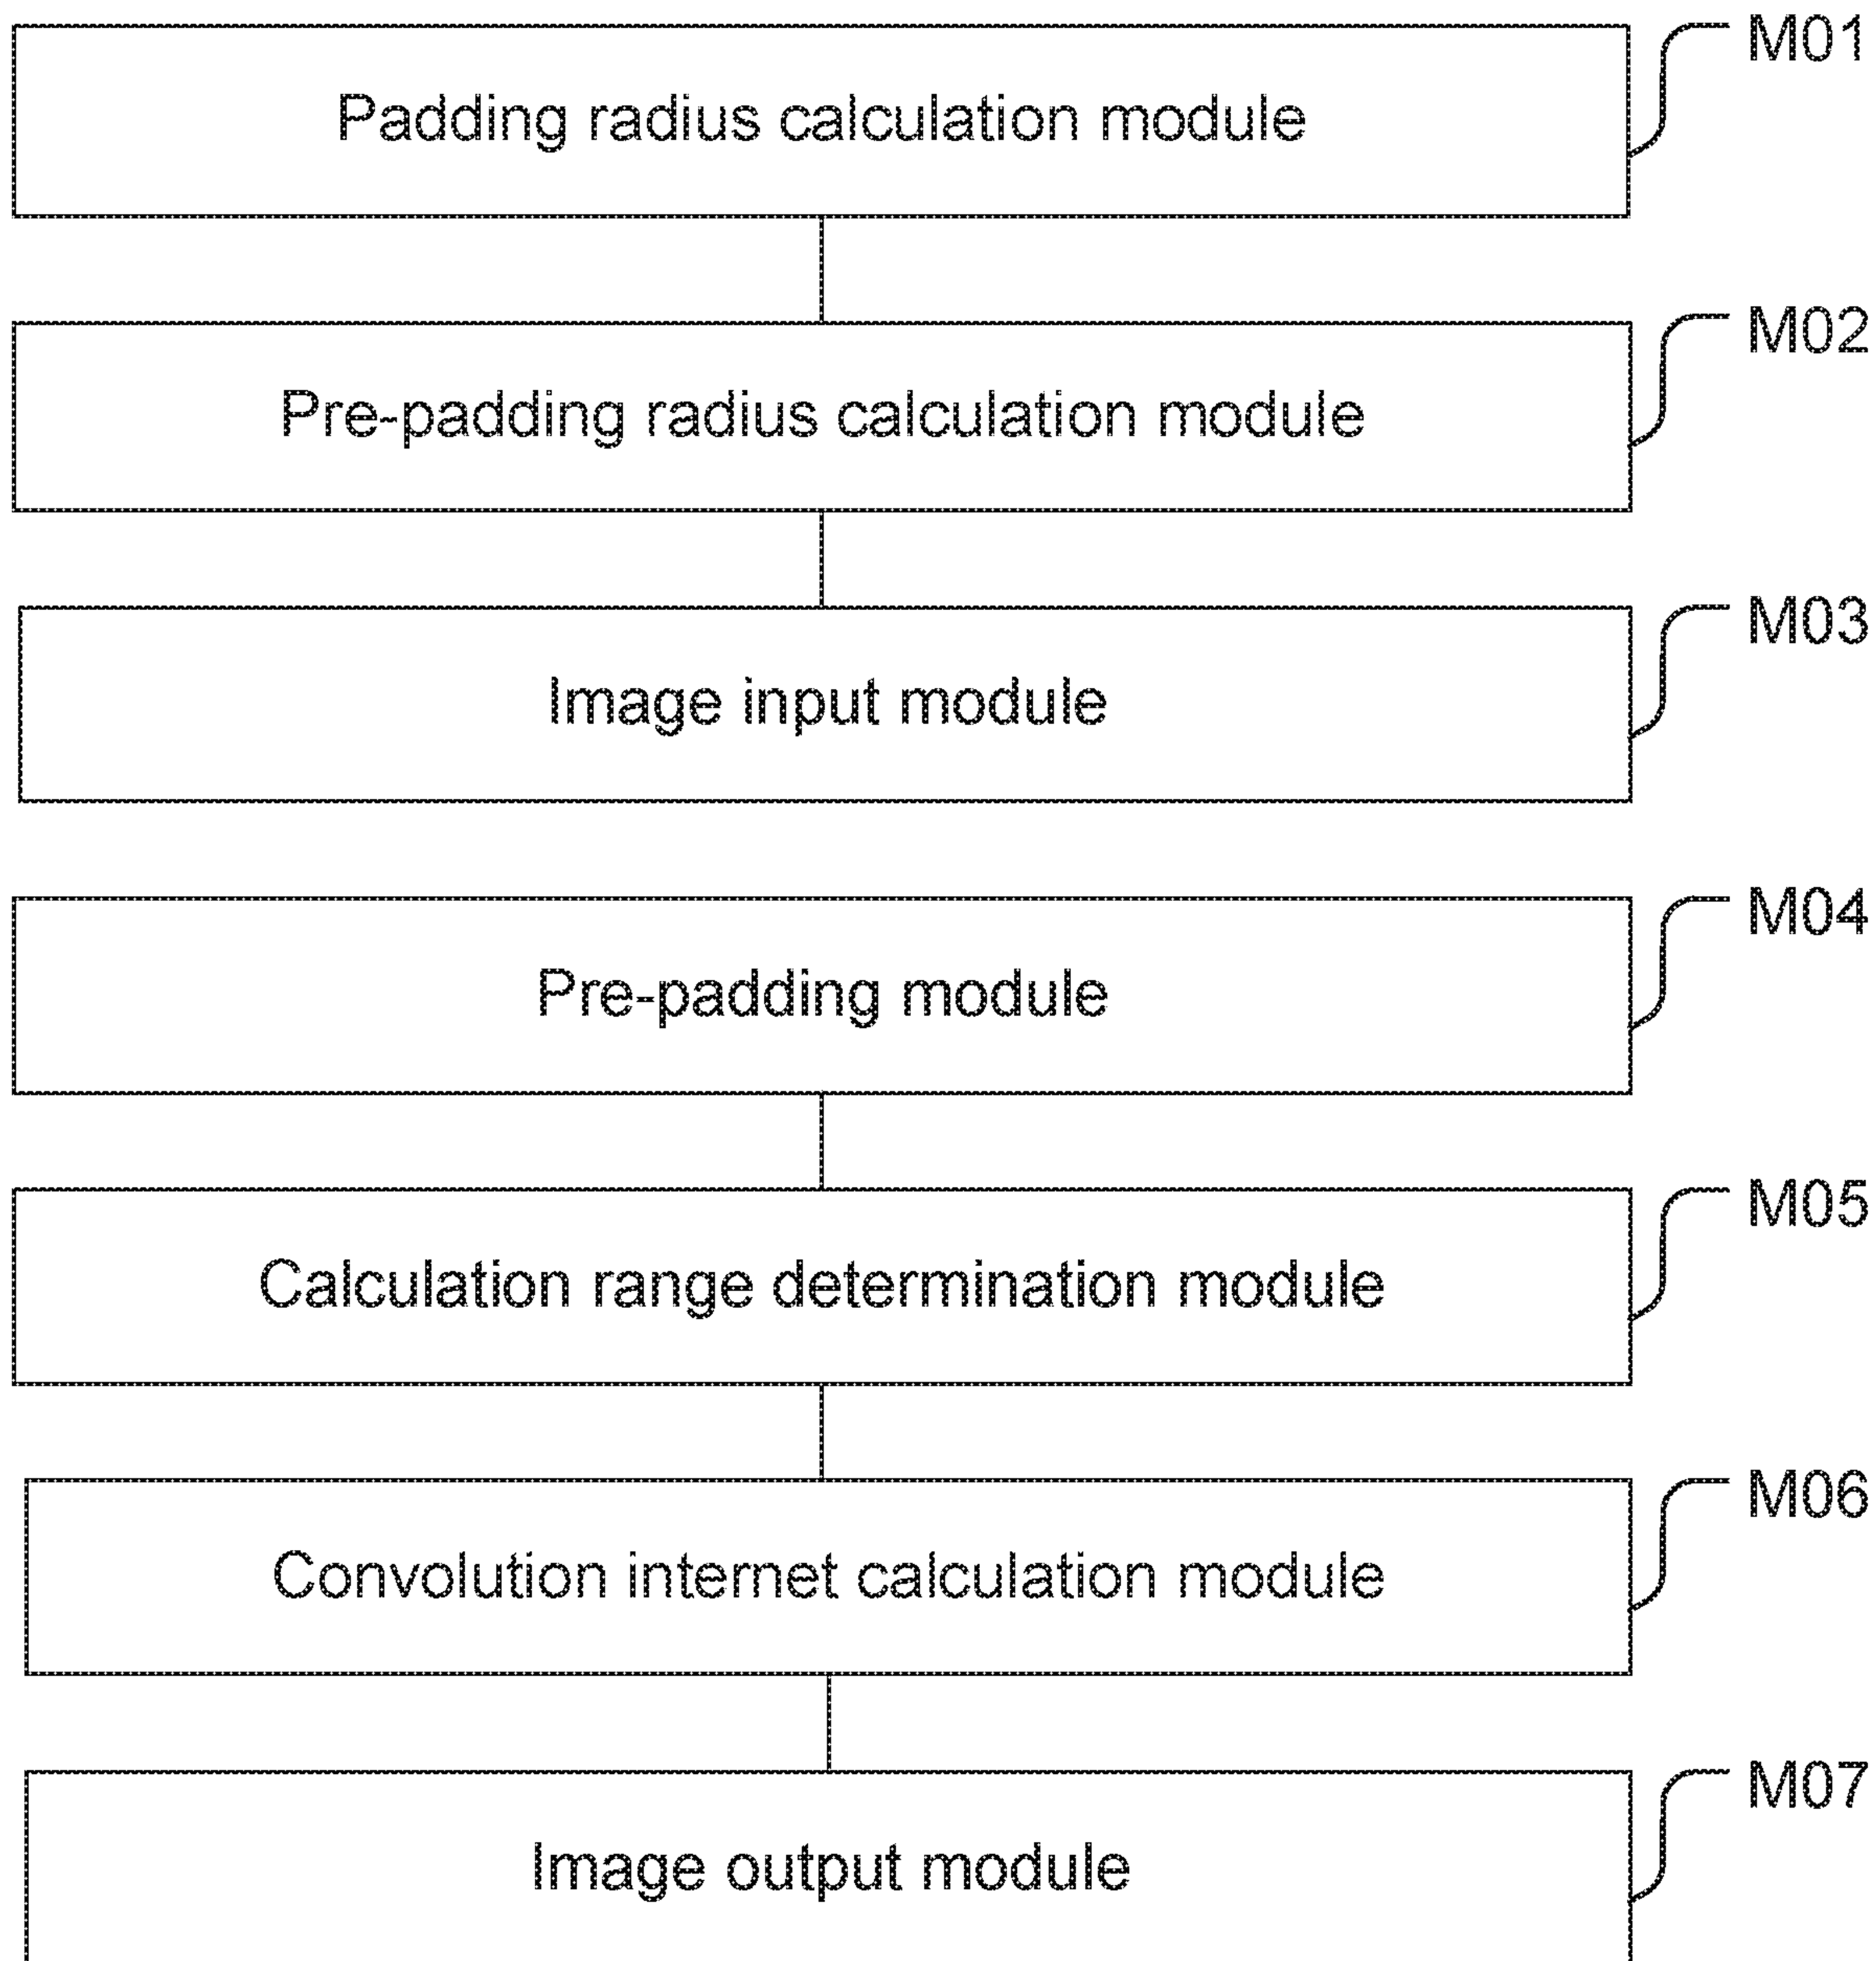 M01
Padding radius calculation module
M02
Pre-padding radius calculation module
M03
Image input module
M04
Pre-padding module
M05
Calculation range determination module
M06
Convolution internet calculation module
M07
Image output module